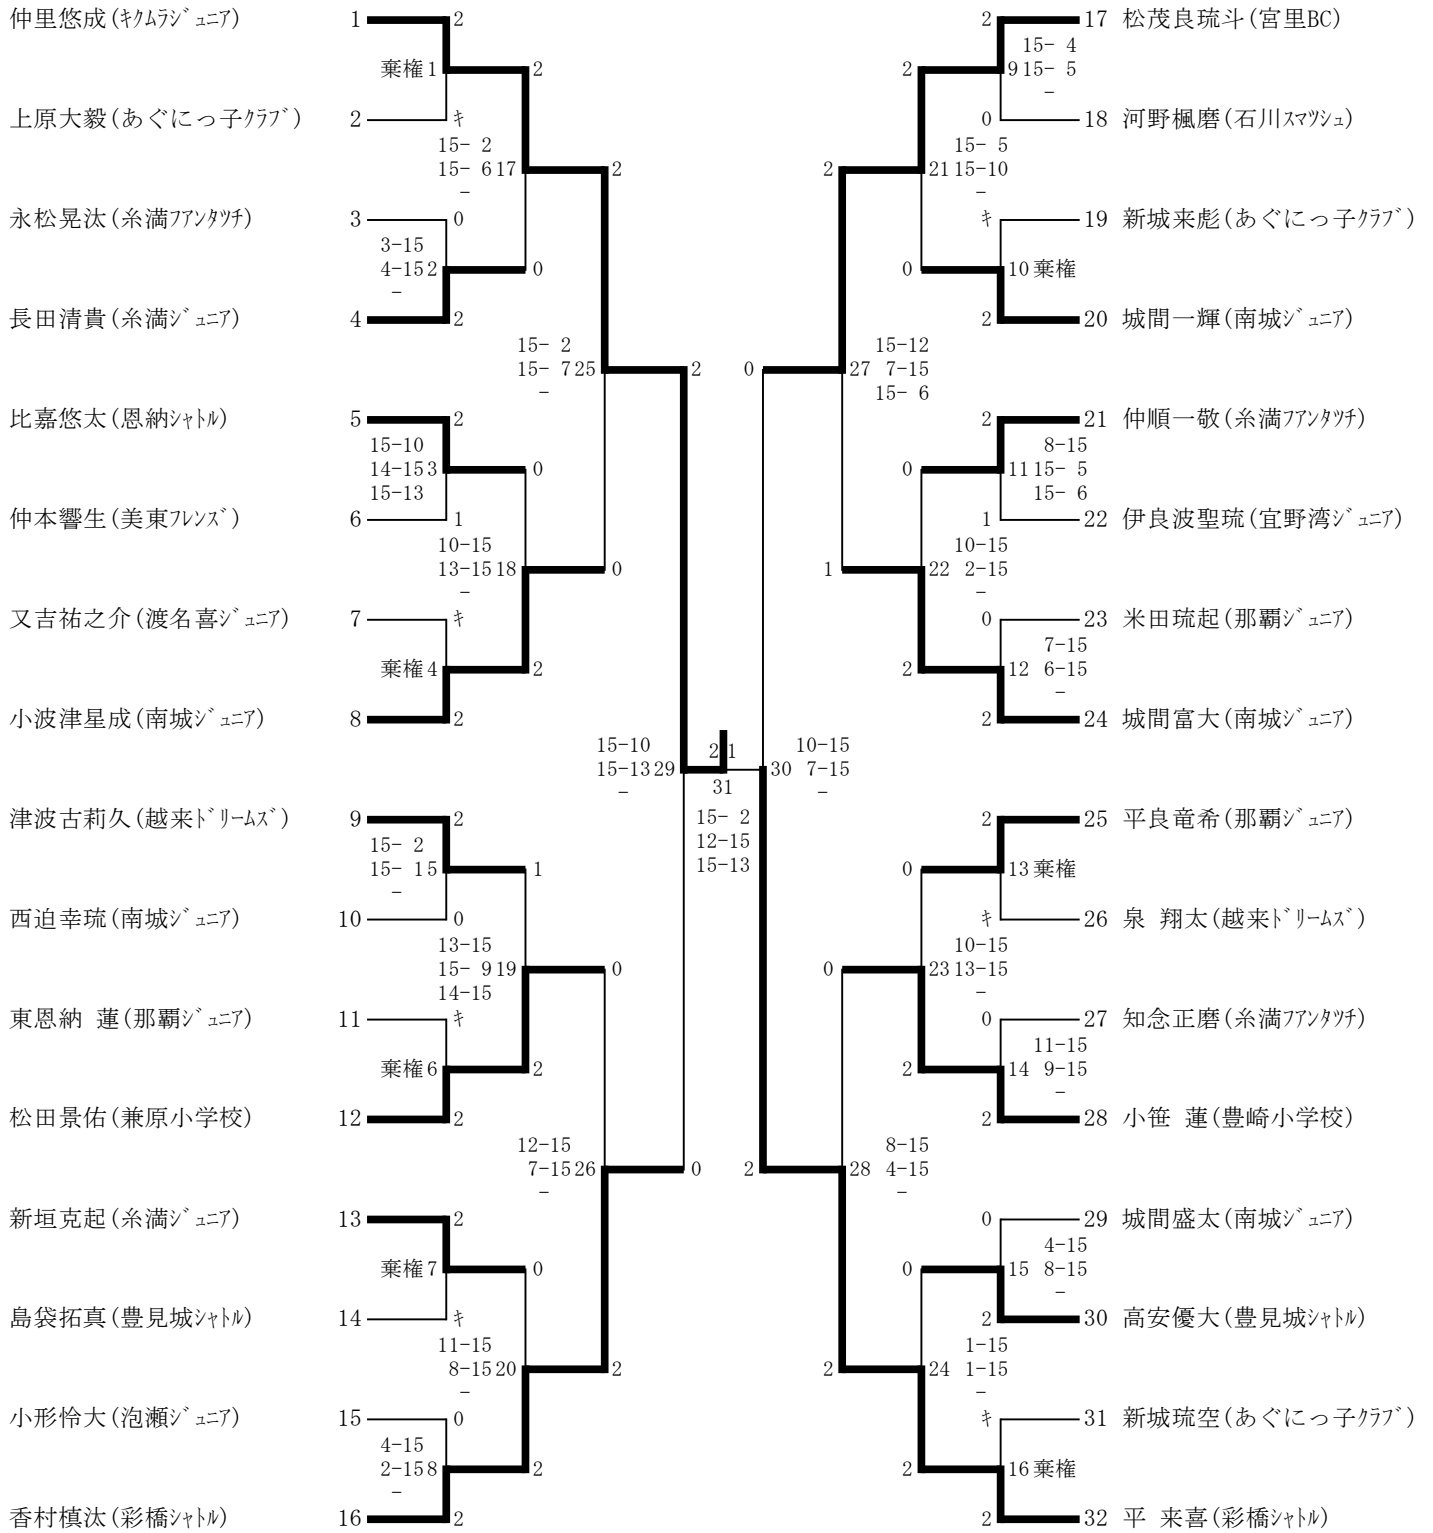 仲里悠成(ｷｸﾑﾗｼﾞｭﾆｱ) 1 2
2 17 松茂良琉斗(宮里BC)
15- 4
棄権 1 2
2 9 15- 5
-
上原大毅(あぐにっ子ｸﾗﾌﾞ) 2 ｷ
0 18 河野楓磨(石川ｽﾏﾂｼｭ)
15- 2
15- 6 17 2
-
15- 5
2 21 15-10
-
永松晃汰(糸満ﾌｱﾝﾀﾂﾁ) 3 0
ｷ 19 新城来彪(あぐにっ子ｸﾗﾌﾞ)
3-15
4-15 2 0
-
0 10 棄権
長田清貴(糸満ｼﾞｭﾆｱ) 4 2
2 20 城間一輝(南城ｼﾞｭﾆｱ)
15- 2
15- 7 25 2
-
15-12
0 27 7-15
15- 6
比嘉悠太(恩納ｼｬﾄﾙ) 5 2
2 21 仲順一敬(糸満ﾌｱﾝﾀﾂﾁ)
15-10
14-15 3 0
15-13
8-15
0 11 15- 5
15- 6
仲本響生(美東ﾌﾚﾝｽﾞ) 6 1
1 22 伊良波聖琉(宜野湾ｼﾞｭﾆｱ)
10-15
13-15 18 0
-
10-15
1 22 2-15
-
又吉祐之介(渡名喜ｼﾞｭﾆｱ) 7 ｷ
0 23 米田琉起(那覇ｼﾞｭﾆｱ)
棄権 4 2
7-15
2 12 6-15
-
小波津星成(南城ｼﾞｭﾆｱ) 8 2
2 24 城間富大(南城ｼﾞｭﾆｱ)
15-10
15-13 29
-
2 1
31
15- 2
12-15
15-13
10-15
30 7-15
-
津波古莉久(越来ﾄﾞﾘｰﾑｽﾞ) 9 2
2 25 平良竜希(那覇ｼﾞｭﾆｱ)
15- 2
15- 1 5 1
-
0 13 棄権
西迫幸琉(南城ｼﾞｭﾆｱ) 10 0
ｷ 26 泉 翔太(越来ﾄﾞﾘｰﾑｽﾞ)
13-15
15- 9 19 0
14-15
10-15
0 23 13-15
-
東恩納 蓮(那覇ｼﾞｭﾆｱ) 11 ｷ
0 27 知念正磨(糸満ﾌｱﾝﾀﾂﾁ)
棄権 6 2
11-15
2 14 9-15
-
松田景佑(兼原小学校) 12 2
2 28 小笹 蓮(豊崎小学校)
12-15
7-15 26 0
-
8-15
2 28 4-15
-
新垣克起(糸満ｼﾞｭﾆｱ) 13 2
0 29 城間盛太(南城ｼﾞｭﾆｱ)
棄権 7 0
4-15
0 15 8-15
-
島袋拓真(豊見城ｼｬﾄﾙ) 14 ｷ
2 30 高安優大(豊見城ｼｬﾄﾙ)
11-15
8-15 20 2
-
1-15
2 24 1-15
-
小形怜大(泡瀬ｼﾞｭﾆｱ) 15 0
ｷ 31 新城琉空(あぐにっ子ｸﾗﾌﾞ)
4-15
2-15 8 2
-
2 16 棄権
香村槙汰(彩橋ｼｬﾄﾙ) 16 2
2 32 平 来喜(彩橋ｼｬﾄﾙ)